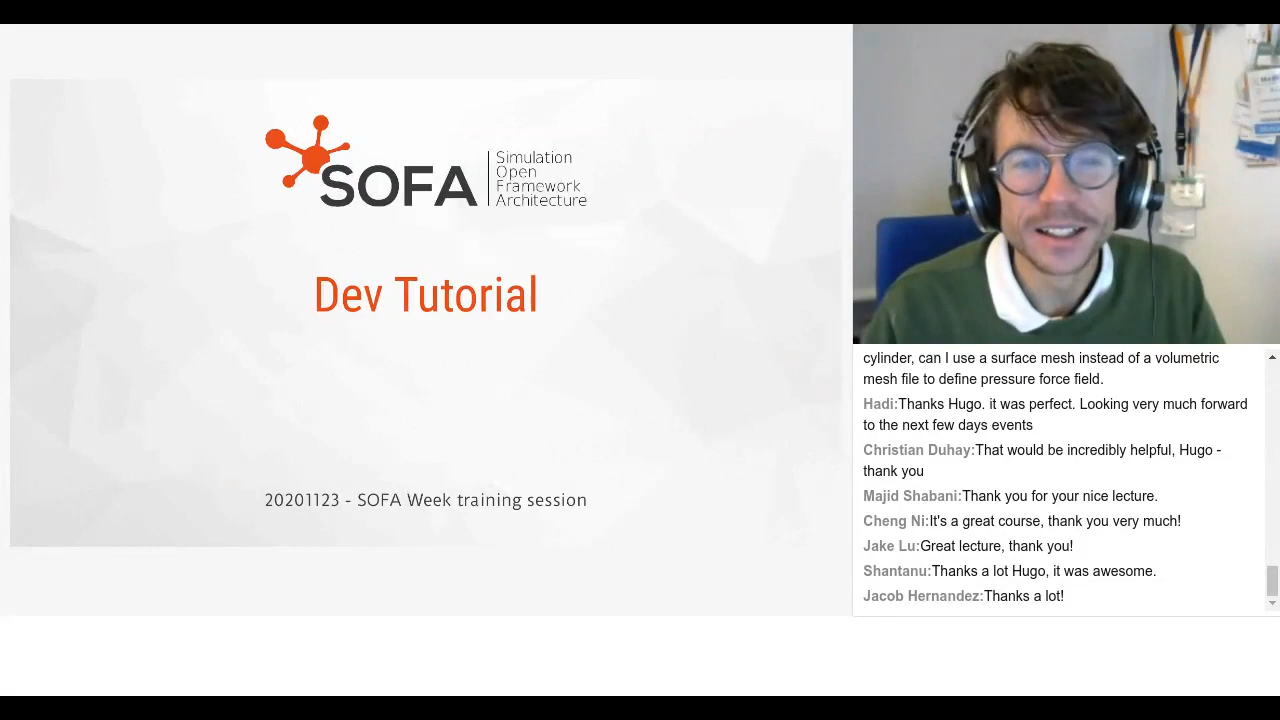 SOFA
Simulation
Open
Framework
Architecture
Dev Tutorial
20201123 - SOFA Week training session
cylinder, can I use a surface mesh instead of a volumetric
mesh file to define pressure force field.
Hadi:Thanks Hugo. it was perfect. Looking very much forward
to the next few days events
Christian Duhay:That would be incredibly helpful, Hugo -
thank you
Majid Shabani:Thank you for your nice lecture.
Cheng Ni:It's a great course, thank you very much!
Jake Lu:Great lecture, thank you!
Shantanu:Thanks a lot Hugo, it was awesome.
Jacob Hernandez:Thanks a lot!